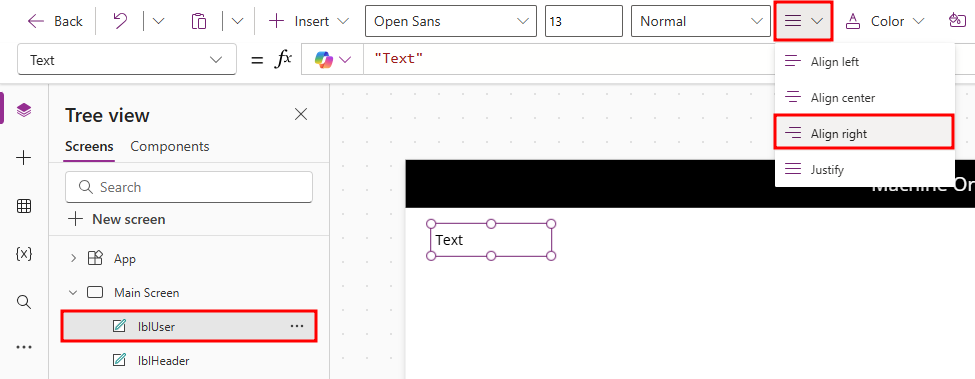 Back
Insert
Open Sans
13
Normal
Color
Text
= fx
"Text"
Align left
Align center
Align right
Justify
Tree view
Screens
Components
Search
New screen
App
Main Screen
lblUser
lblHeader
Machine Or
Text
{x}